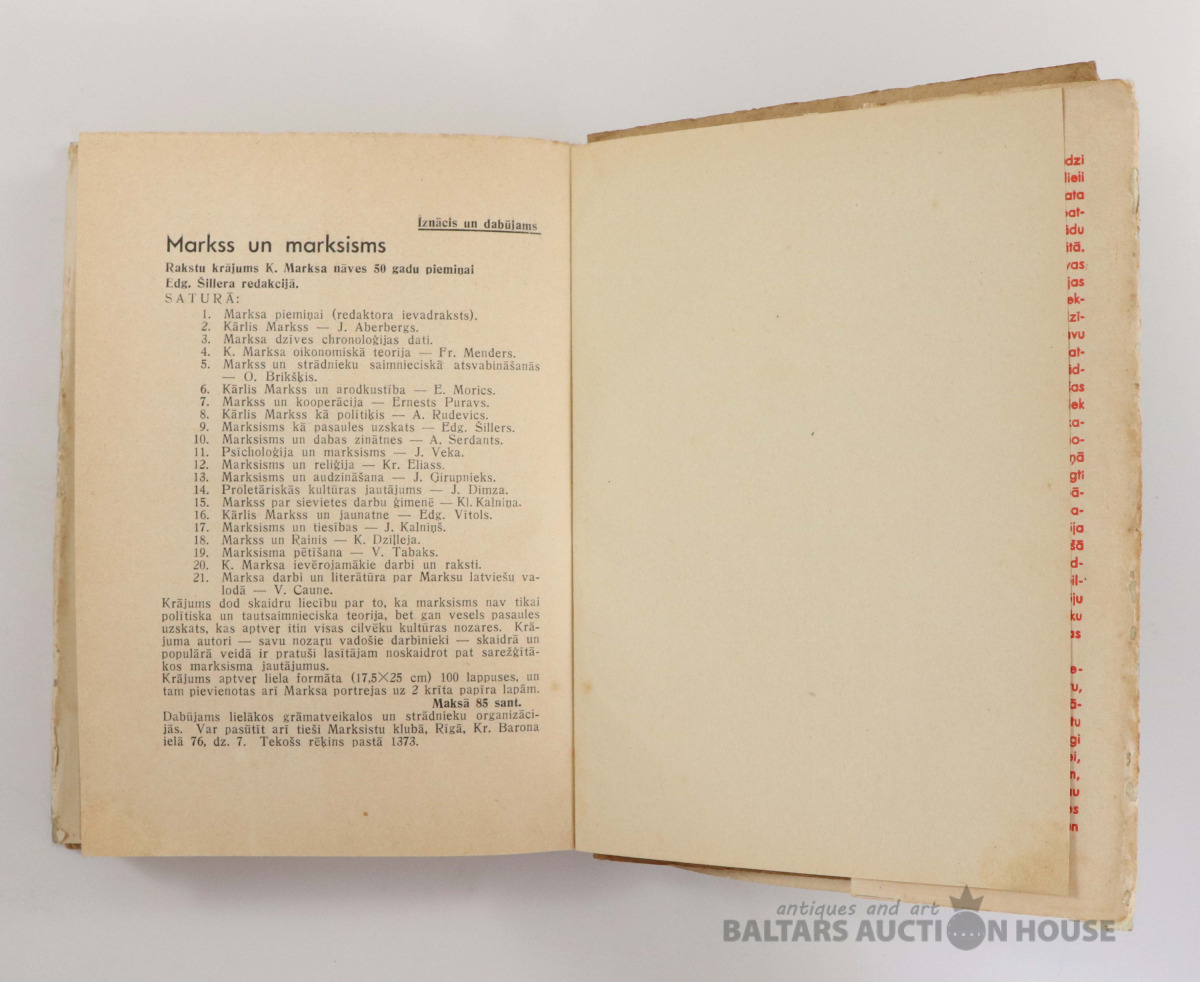 Iznācis un dabūjams
Markss un marksisms
Rakstu krājums K. Marksa nāves 50 gadu piemiņai
Edg. Šillera redakcijā.
SATURĀ:
1. Marksa piemiņai (redaktora ievadraksts).
2. Kārlis Markss — J. Aberbergs.
3. Marksa dzīves chronoloģijas dati.
4. K. Marksa oikonomiskā teorija — Fr. Menders.
5. Markss un strādnieku saimnieciskā atsvabināšanās
— O. Brikšķis.
6. Kārlis Markss un arodkustība — E. Morics.
7. Markss un kooperācija — Ernests Puravs.
8. Kārlis Markss kā polītiķis — A. Rudevics.
9. Marksisms kā pasaules uzskats — Edg. Šillers.
10. Marksisms un dabas zinātnes — A. Serdants.
11. Psīcholoģija un marksisms — J. Veka.
12. Marksisms un reliģija — Kr. Eliass.
13. Marksisms un audzināšana — J. Ģirupnieks.
14. Proletāriskās kultūras jautājums — J. Dimza.
15. Markss par sievietes darbu ģimenē — Kl. Kalniņa.
16. Kārlis Markss un jaunatne — Edg. Vītols.
17. Marksisms un tiesības — J. Kalniņš.
18. Markss un Rainis — K. Dziļleja.
19. Marksisma pētīšana — V. Tabaks.
20. K. Marksa ievērojamākie darbi un raksti.
21. Marksa darbi un literātūra par Marksu latviešu va-
lodā — V. Caune.
Krājums dod skaidru liecību par to, ka marksisms nav tikai
polītiska un tautsaimnieciska teorija, bet gan vesels pasaules
uzskats, kas aptveŗ itin visas cilvēku kultūras nozares. Krā-
juma autori — savu nozaŗu vadošie darbinieki — skaidrā un
populārā veidā ir pratuši lasītājam noskaidrot pat sarežģītā-
kos marksisma jautājumus.
Krājums aptveŗ liela formāta (17,5×25 cm) 100 lappuses, un
tam pievienotas arī Marksa portrejas uz 2 krīta papīra lapām.
Maksā 85 sant.
Dabūjams lielākos grāmatveikalos un strādnieku organizāci-
jās. Var pasūtīt arī tieši Marksistu klubā, Rīgā, Kr. Barona
ielā 76, dz. 7. Tekošs rēķins pastā 1373.
antiques and art
BALTARS AUCTION HOUSE